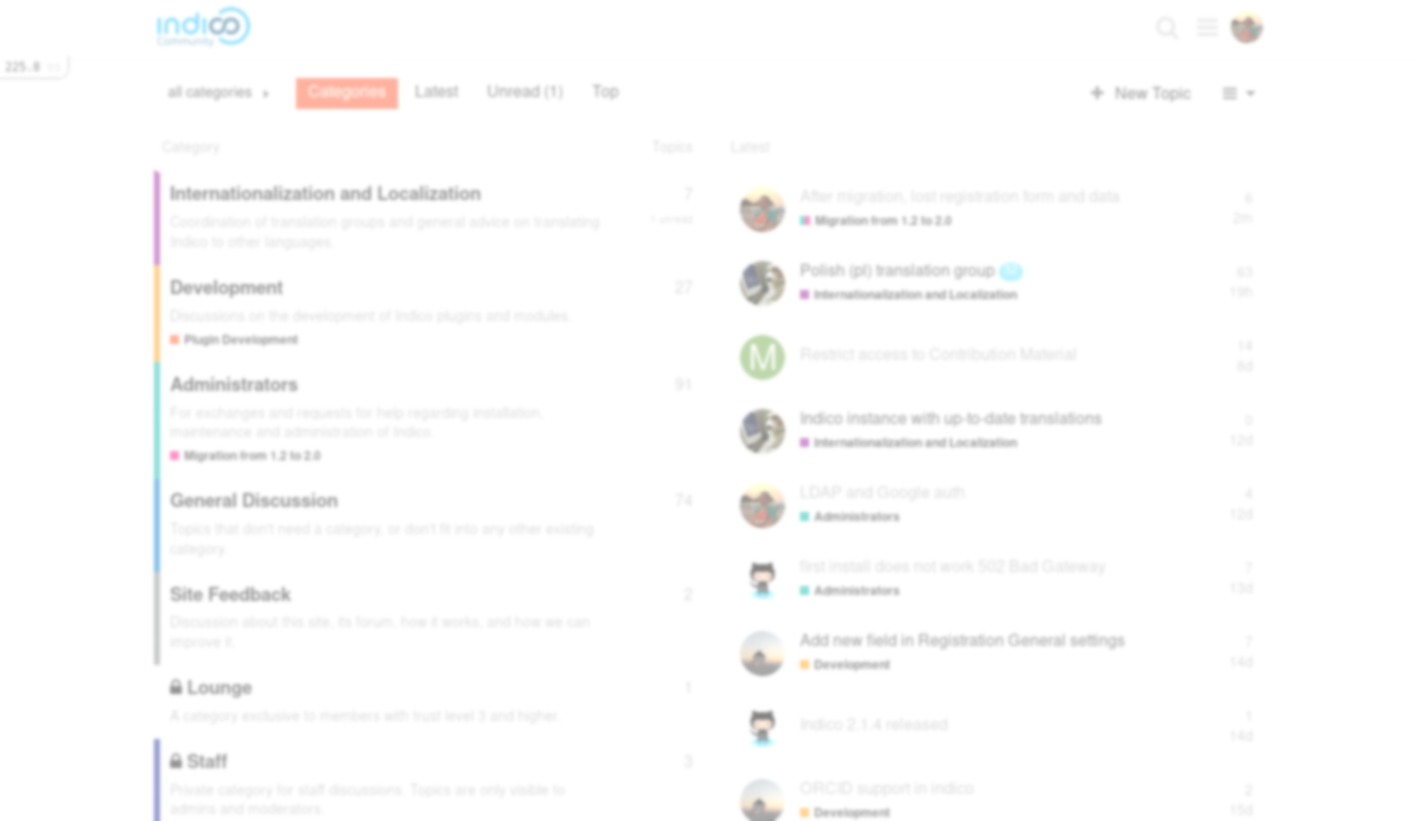 indico
Community
225.8 ms
all categories
Categories
Latest
Unread (1)
Top
+ New Topic
Category
Topics
Latest
Internationalization and Localization
7
Coordination of translation groups and general advice on translating
1 unread
Indico to other languages.
Development
27
Discussions on the development of Indico plugins and modules.
Plugin Development
Administrators
91
For exchanges and requests for help regarding installation,
maintenance and administration of Indico.
Migration from 1.2 to 2.0
General Discussion
74
Topics that don't need a category, or don't fit into any other existing
category.
Site Feedback
2
Discussion about this site, its forum, how it works, and how we can
improve it.
Lounge
1
A category exclusive to members with trust level 3 and higher
Staff
3
Private category for staff discussions. Topics are only visible to
admins and moderators.
After migration, lost registration form and data
6
Migration from 1.2 to 2.0
2m
Polish (pl) translation group
63
Internationalization and Localization
19h
M
Restrict access to Contribution Material
14
Indico instance with up-to-date translations
0
Internationalization and Localization
12d
LDAP and Google auth
4
Administrators
12d
first install does not work 502 Bad Gateway
7
Administrators
13d
Add new field in Registration General settings
7
Development
14d
Indico 2.1.4 released
1
14d
ORCID support in indico
2
Development
15d